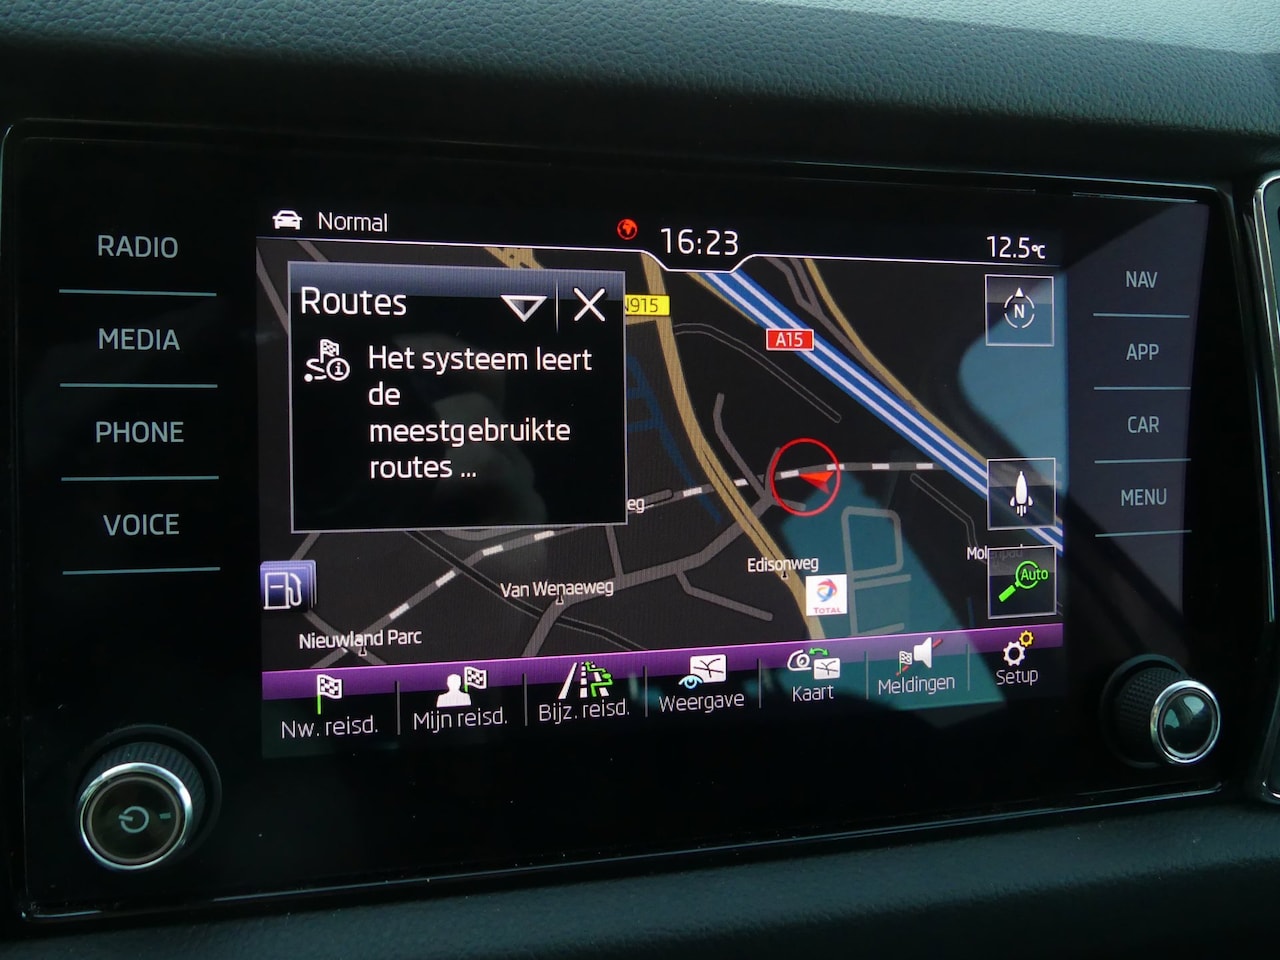 Normal
16:23
12.5°C
RADIO
MEDIA
PHONE
VOICE
NAV
APP
CAR
MENU
Routes
Het systeem leert
de
meestgebruikte
routes ...
N915
A15
N
Auto
eg
Edisonweg
Van Wenaeweg
TOTAL
Nieuwland Parc
Nw. reisd.
Mijn reisd.
Bijz. reisd.
Weergave
Kaart
Meldingen
Setup